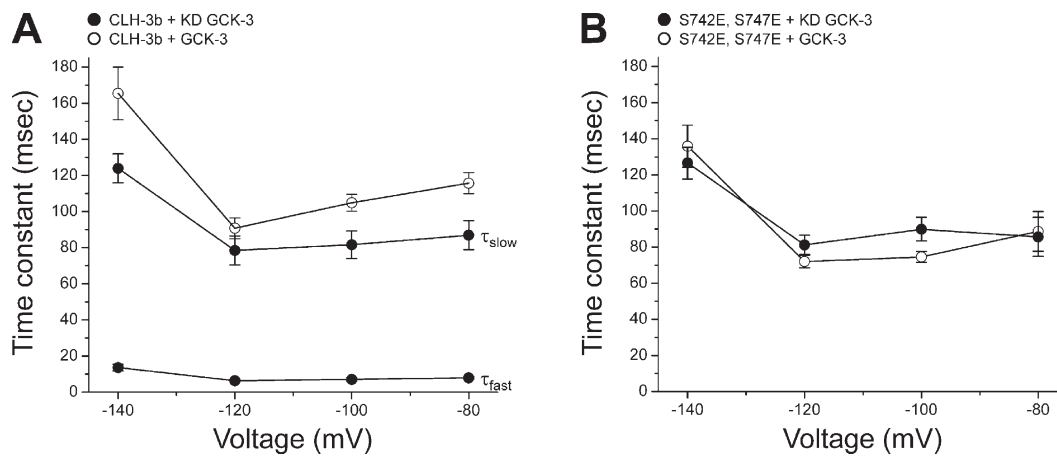 A
CLH-3b + KD GCK-3
CLH-3b + GCK-3
Time constant (msec)
180
160
140
120
100
80
60
40
20
0
τslow
τfast
-140
-120
-100
-80
Voltage (mV)
B
S742E, S747E + KD GCK-3
S742E, S747E + GCK-3
Time constant (msec)
180
160
140
120
100
80
60
40
20
0
-140
-120
-100
-80
Voltage (mV)